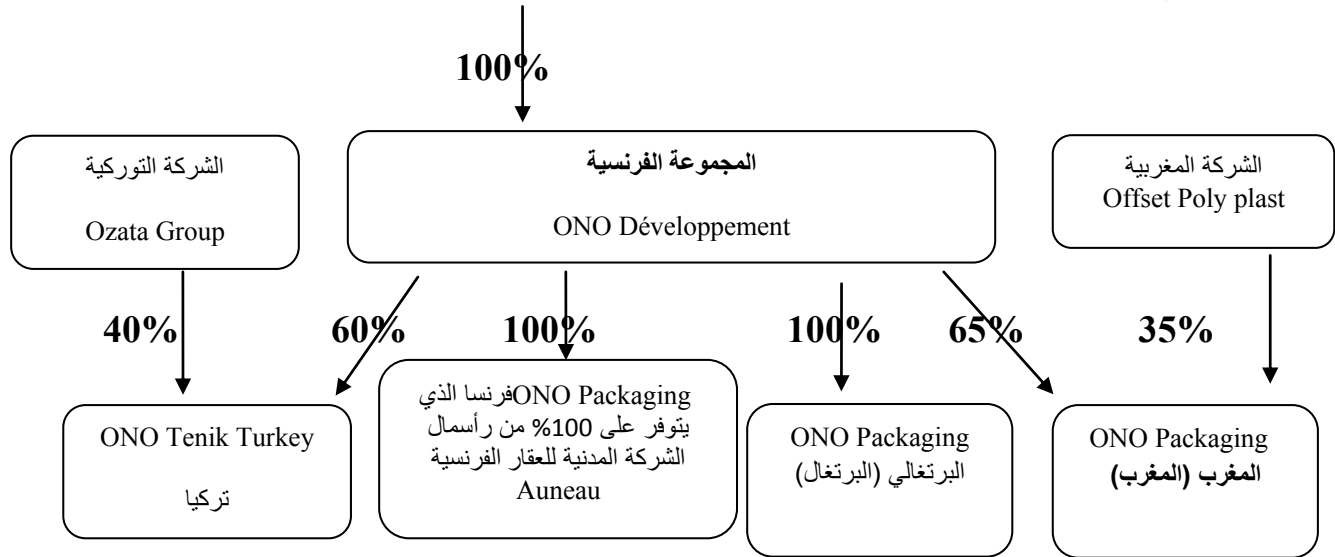 100%
الشركة التوركية
Ozata Group
المجموعة الفرنسية
ONO Développement
الشركة المغربية
Offset Poly plast
40%
60%
100%
100%
65%
35%
ONO Tenik Turkey
تركيا
ONO Packaging فرنسا الذي
يتوفر على 100% من رأسمال
الشركة المدنية للعقار الفرنسية
Auneau
ONO Packaging
البرتغالي (البرتغال)
ONO Packaging
المغرب (المغرب)